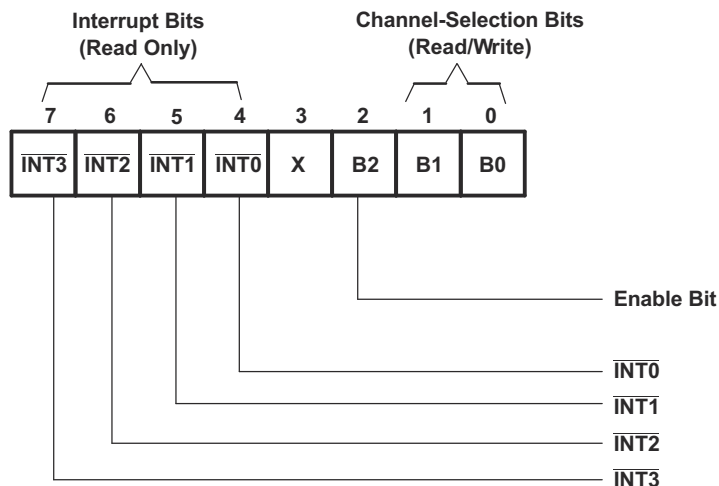 Interrupt Bits Channel-Selection Bits
(Read Only) (Read/Write)
7 6 5 4 3 2 1 0
INT3 INT2 INT1 INT0 X B2 B1 B0
Enable Bit
INT0
INT1
INT2
INT3